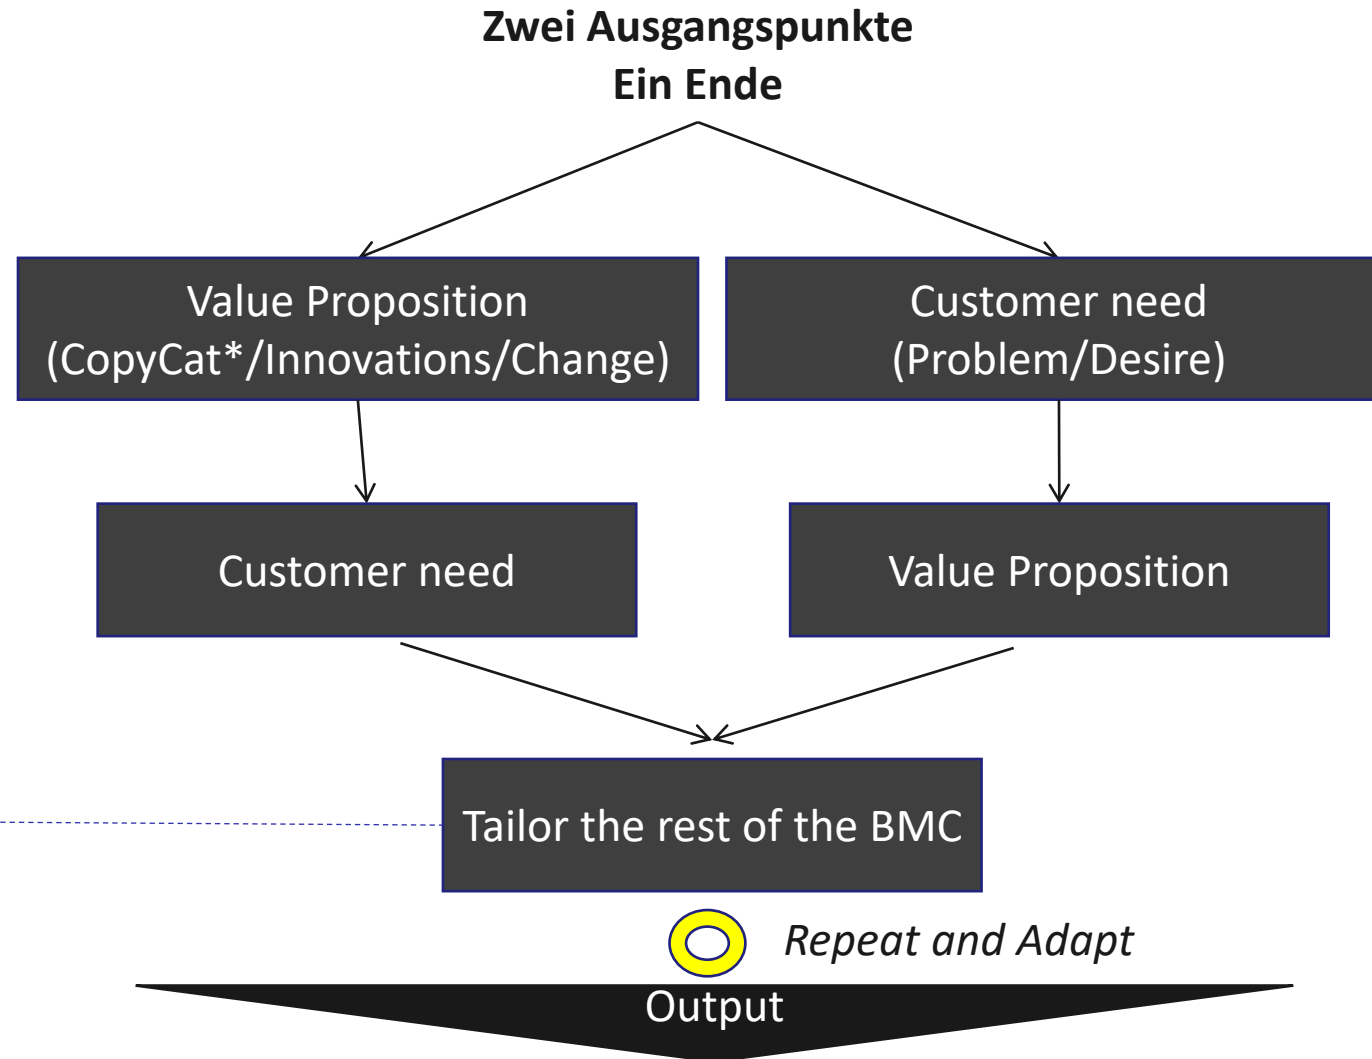 Zwei Ausgangspunkte
Ein Ende
Value Proposition
(CopyCat*/Innovations/Change)
Customer need
(Problem/Desire)
Customer need
Value Proposition
Tailor the rest of the BMC
Repeat and Adapt
Output